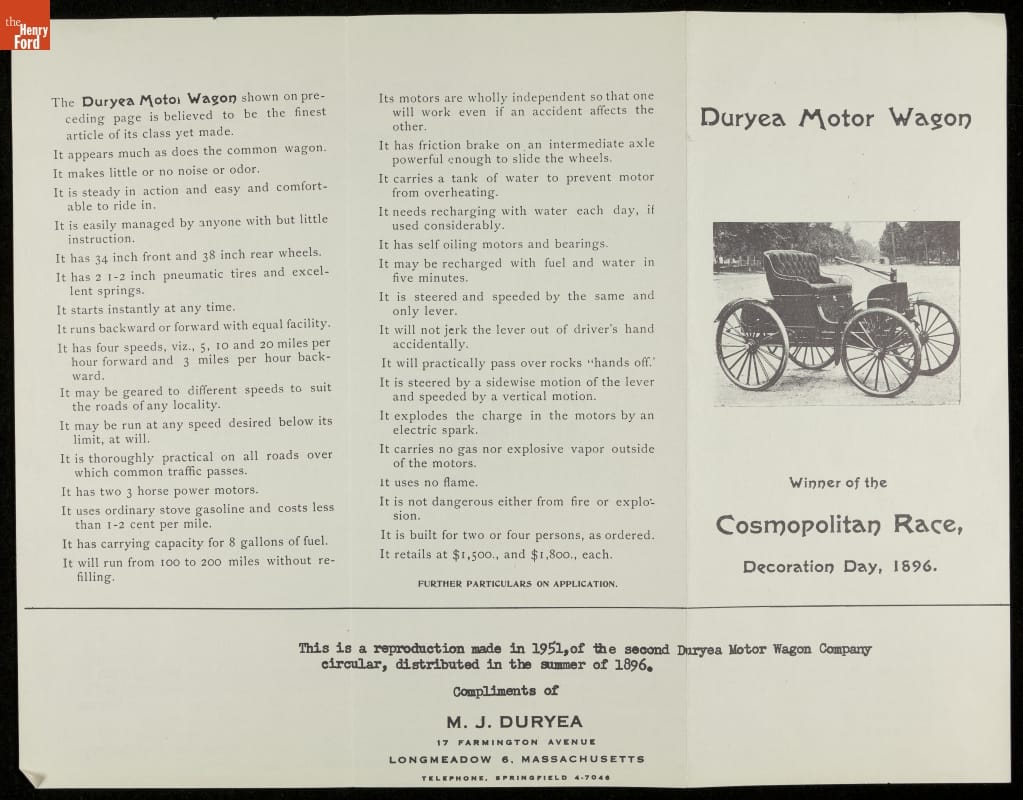 the
Henry
Ford
The Duryea Motor Wagon shown on pre-
ceding page is believed to be the finest
article of its class yet made.
It appears much as does the common wagon.
It makes little or no noise or odor.
It is steady in action and easy and comfort-
able to ride in.
It is easily managed by anyone with but little
instruction.
It has 34 inch front and 38 inch rear wheels.
It has 2 1-2 inch pneumatic tires and excel-
lent springs.
It starts instantly at any time.
It runs backward or forward with equal facility.
It has four speeds, viz., 5, 10 and 20 miles per
hour forward and 3 miles per hour back-
ward.
It may be geared to different speeds to suit
the roads of any locality.
It may be run at any speed desired below its
limit, at will.
It is thoroughly practical on all roads over
which common traffic passes.
It has two 3 horse power motors.
It uses ordinary stove gasoline and costs less
than 1-2 cent per mile.
It has carrying capacity for 8 gallons of fuel.
It will run from 100 to 200 miles without re-
filling.
Its motors are wholly independent so that one
will work even if an accident affects the
other.
It has friction brake on an intermediate axle
powerful enough to slide the wheels.
It carries a tank of water to prevent motor
from overheating.
It needs recharging with water each day, if
used considerably.
It has self oiling motors and bearings.
It may be recharged with fuel and water in
five minutes.
It is steered and speeded by the same and
only lever.
It will not jerk the lever out of driver's hand
accidentally.
It will practically pass over rocks "hands off.'
It is steered by a sidewise motion of the lever
and speeded by a vertical motion.
It explodes the charge in the motors by an
electric spark.
It carries no gas nor explosive vapor outside
of the motors.
It uses no flame.
It is not dangerous either from fire or explo-
sion.
It is built for two or four persons, as ordered.
It retails at $1,500., and $1,800., each.
FURTHER PARTICULARS ON APPLICATION.
Duryea Motor Wagon
Winner of the
Cosmopolitan Race,
Decoration Day, 1896.
This is a reproduction made in 1951,of the second Duryea Motor Wagon Company
circular, distributed in the summer of 1896.
Compliments of
M. J. DURYEA
17 FARMINGTON AVENUE
LONGMEADOW 6, MASSACHUSETTS
TELEPHONE, SPRINGFIELD 4-7046